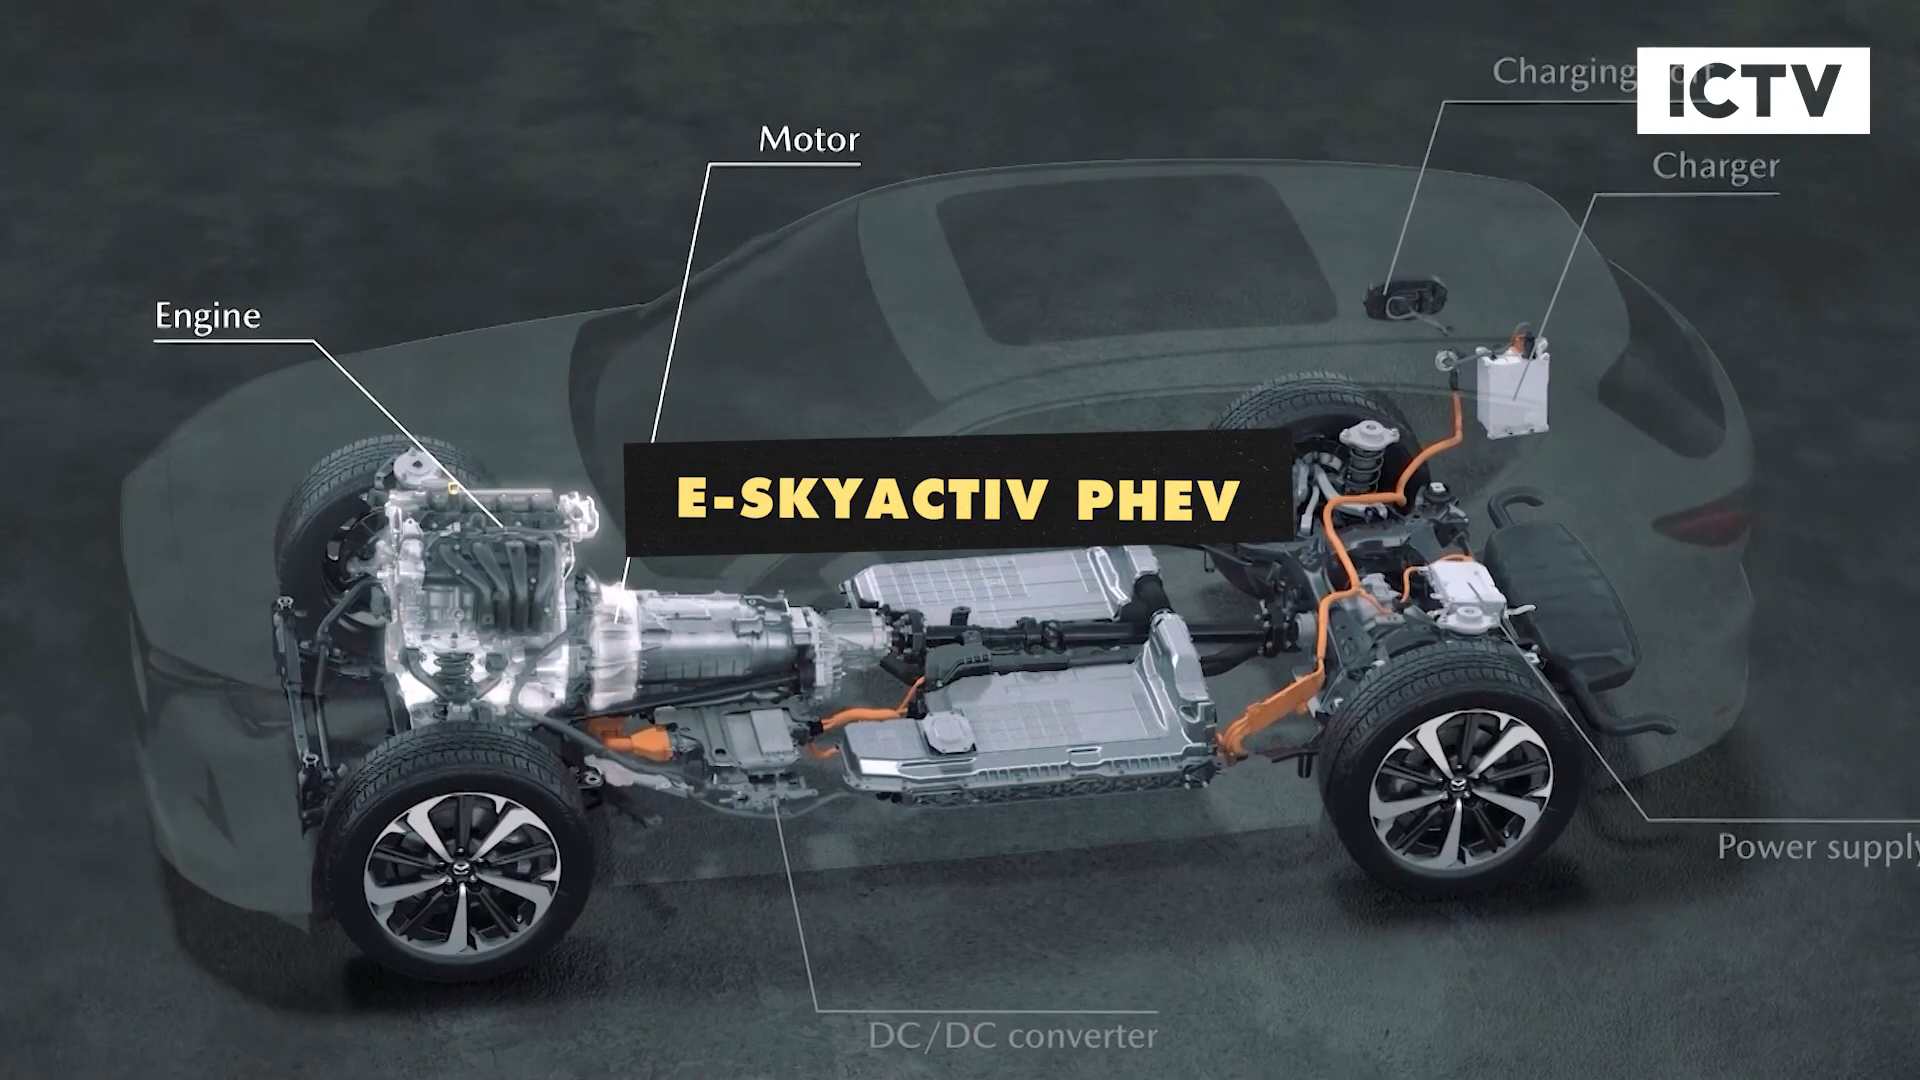 Charging
ICTV
Motor
Charger
Engine
E-SKYACTIV PHEV
Power supply
DC/DC converter